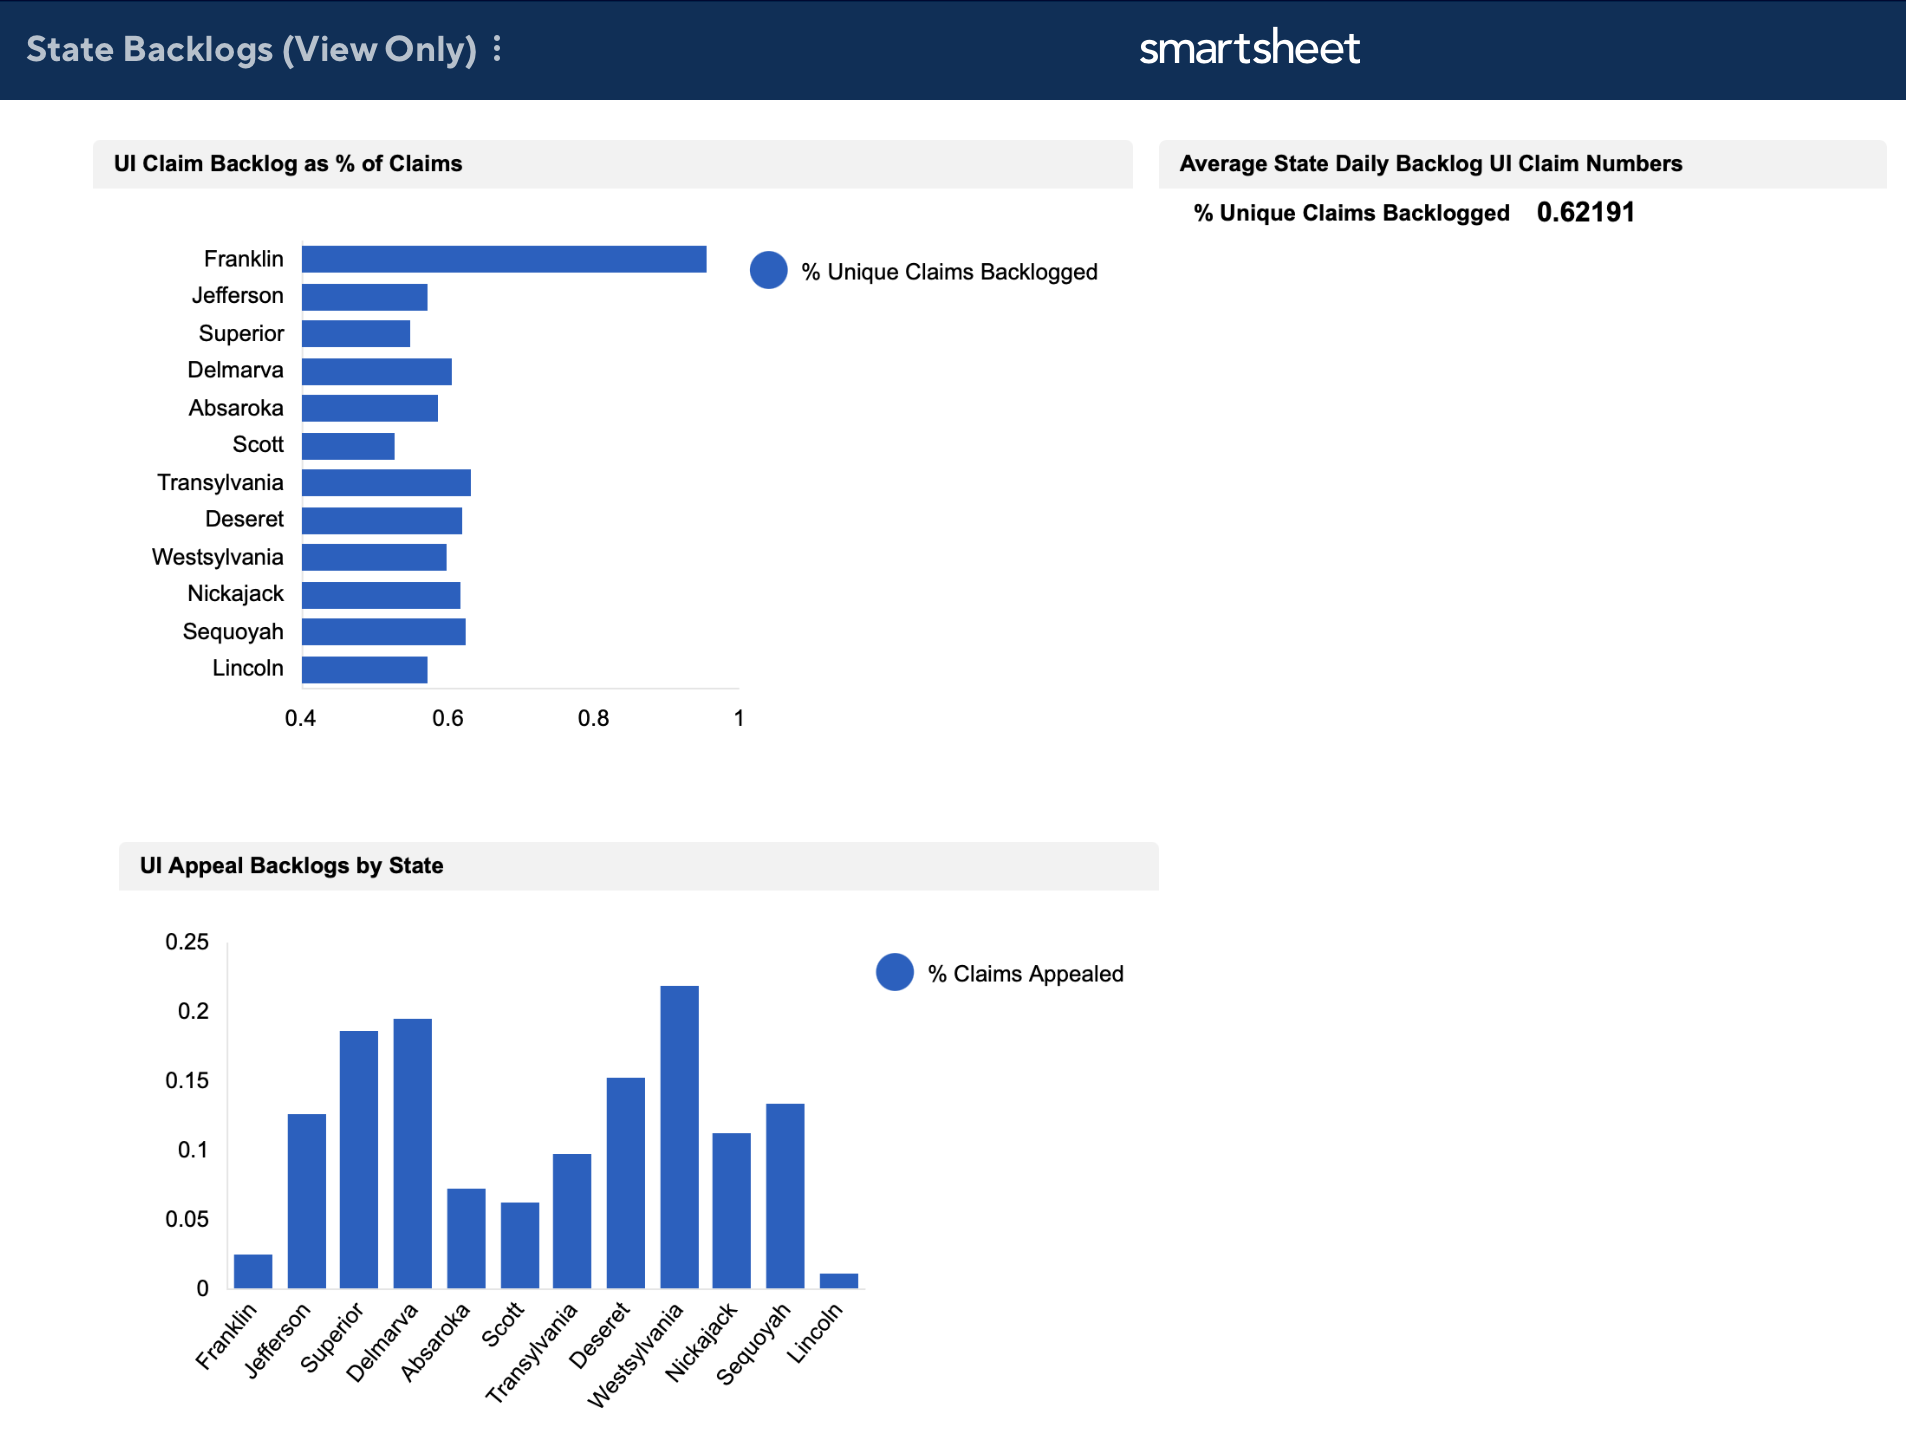 State Backlogs (View Only)
smartsheet
UI Claim Backlog as % of Claims
Franklin
Jefferson
Superior
Delmarva
Absaroka
Scott
Transylvania
Deseret
Westsylvania
Nickajack
Sequoyah
Lincoln
0.4 0.6 0.8 1
% Unique Claims Backlogged
Average State Daily Backlog UI Claim Numbers
% Unique Claims Backlogged 0.62191
UI Appeal Backlogs by State
0.25
0.2
0.15
0.1
0.05
0
Franklin
Jefferson
Superior
Delmarva
Absaroka
Scott
Transylvania
Deseret
Westsylvania
Nickajack
Sequoyah
Lincoln
% Claims Appealed